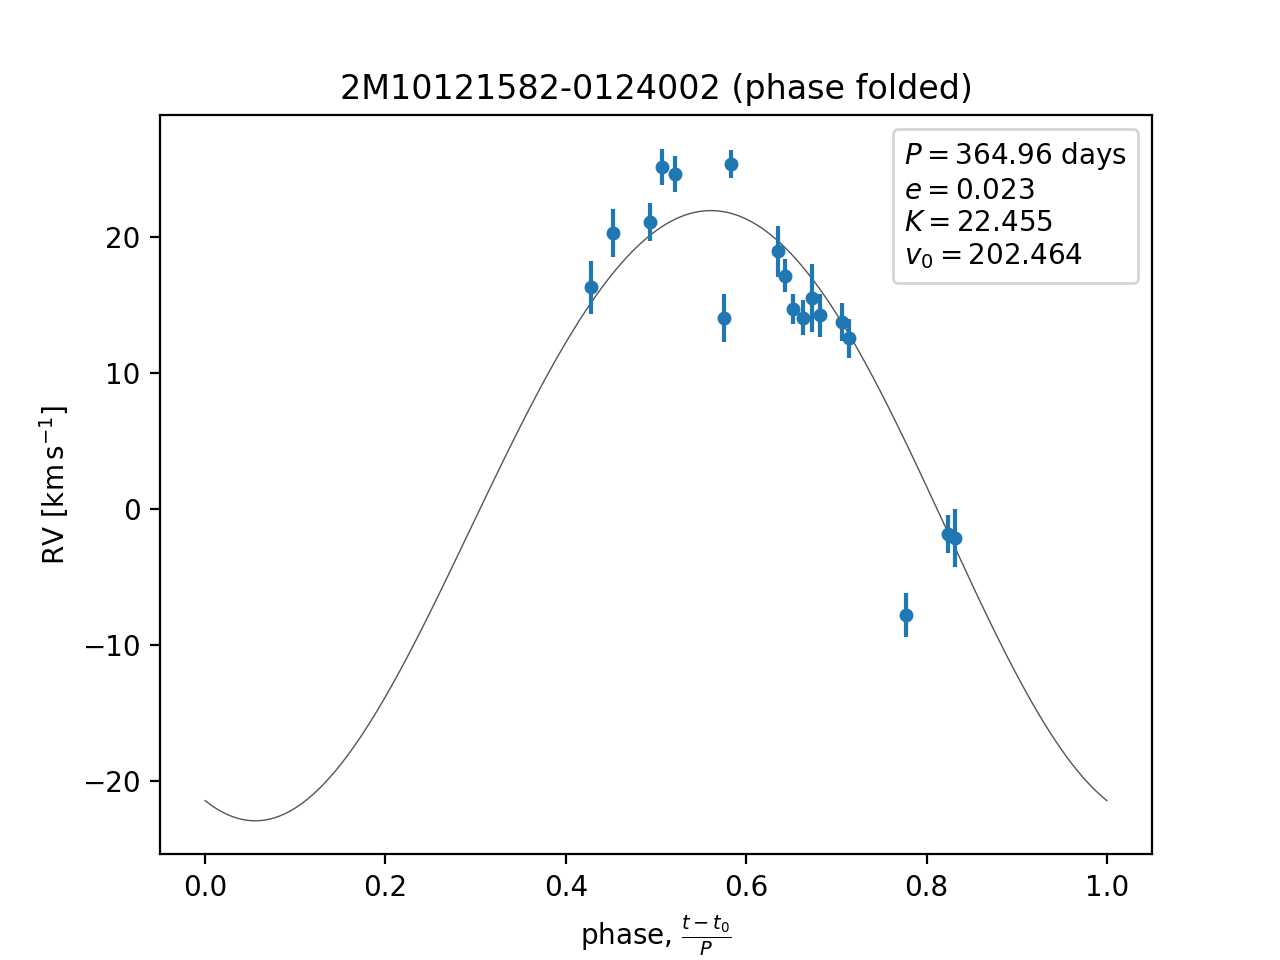 2M10121582-0124002 (phase folded)
P = 364.96 days
e = 0.023
K = 22.455
v₀ = 202.464
20
10
0
−10
−20
RV [km s⁻¹]
0.0 0.2 0.4 0.6 0.8 1.0
phase, (t − t₀)/P